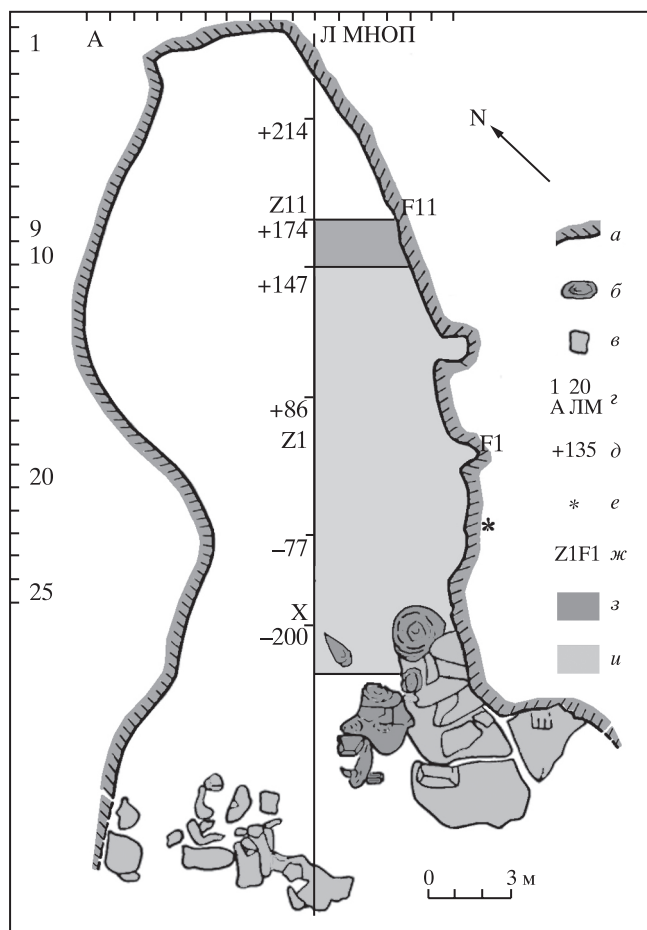 1 А Л МНОП
+214
N
Z11 F11
9 +174
10
+147
а
б
в
1 20
А ЛМ г
+86
Z1 F1
+135 д
20
* е
*
-77
Z1F1 ж
25
з
X
-200
и
0 3 м